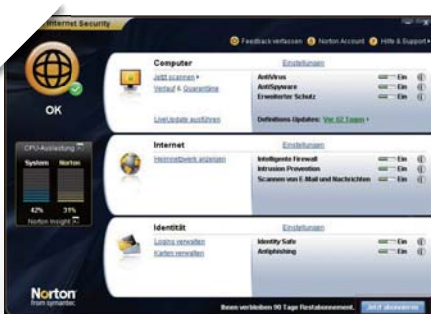 Internet Security
Feedback verfassen Norton Account Hilfe & Support
OK
CPU-Auslastung
System Norton
42% 31%
Norton Insight
Norton
from symantec
Computer
Jetzt scannen
Verlauf & Quarantäne
LiveUpdate ausführen
Einstellungen
AntiVirus Ein
AntiSpyware Ein
Erweiterter Schutz Ein
Definitions-Updates: Vor 62 Tagen
Internet
Heimnetzwerk anzeigen
Einstellungen
Intelligente Firewall Ein
Intrusion Prevention Ein
Scannen von E-Mail und Nachrichten Ein
Identität
Logins verwalten
Karten verwalten
Einstellungen
Identity Safe Ein
Antiphishing Ein
Ihnen verbleiben 90 Tage Restabonnement. Jetzt abonnieren